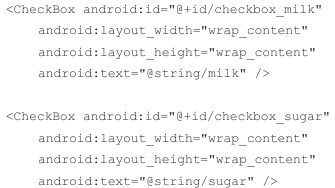 <CheckBox android:id="@+id/checkbox_milk"
    android:layout_width="wrap_content"
    android:layout_height="wrap_content"
    android:text="@string/milk" />

<CheckBox android:id="@+id/checkbox_sugar"
    android:layout_width="wrap_content"
    android:layout_height="wrap_content"
    android:text="@string/sugar" />